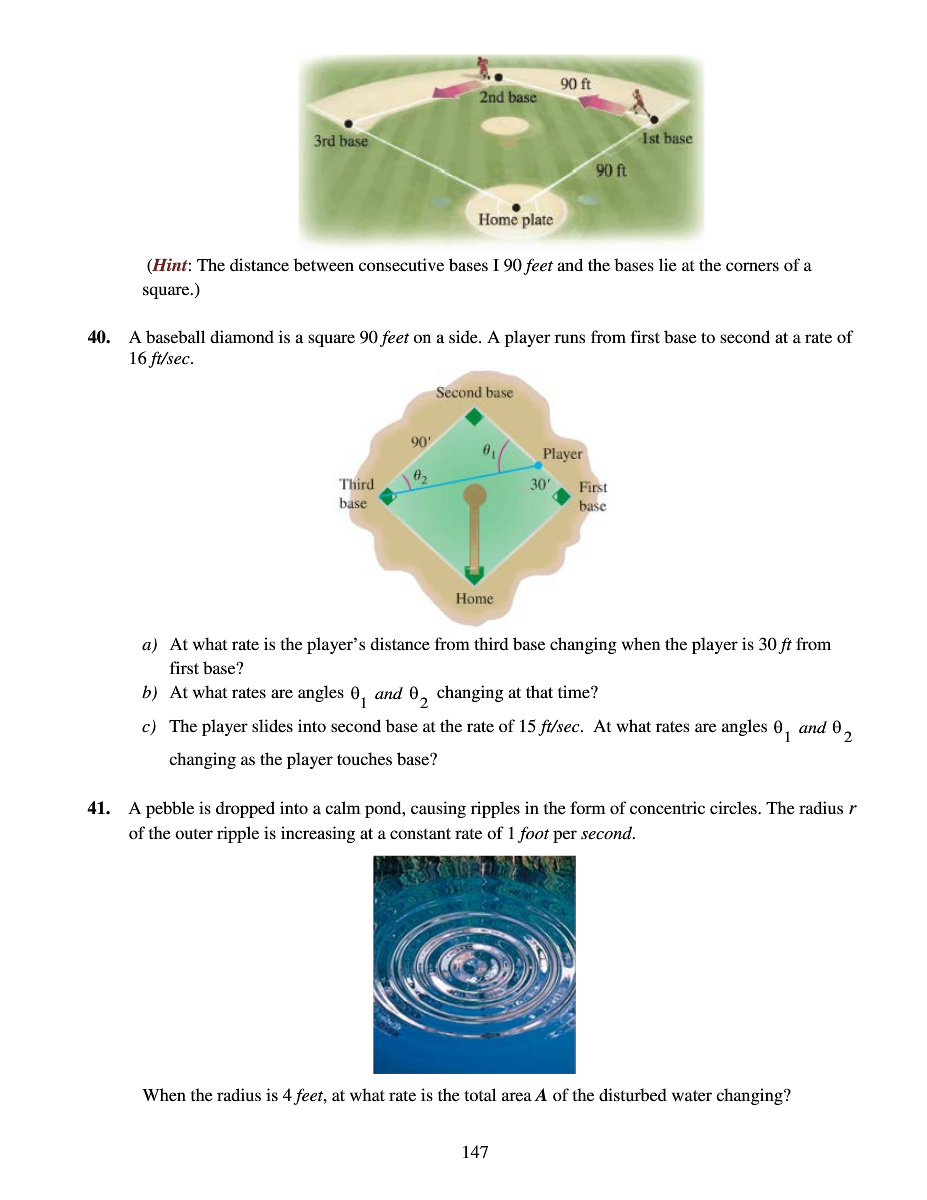 90 ft
2nd base
3rd base
1st base
90 ft
Home plate
(Hint: The distance between consecutive bases I 90 feet and the bases lie at the corners of a
square.)
40. A baseball diamond is a square 90 feet on a side. A player runs from first base to second at a rate of
16 ft/sec.
Second base
90'
θ1
Player
θ2
Third
base
30'
First
base
Home
a) At what rate is the player’s distance from third base changing when the player is 30 ft from
first base?
b) At what rates are angles θ1 and θ2 changing at that time?
c) The player slides into second base at the rate of 15 ft/sec. At what rates are angles θ1 and θ2
changing as the player touches base?
41. A pebble is dropped into a calm pond, causing ripples in the form of concentric circles. The radius r
of the outer ripple is increasing at a constant rate of 1 foot per second.
When the radius is 4 feet, at what rate is the total area A of the disturbed water changing?
147